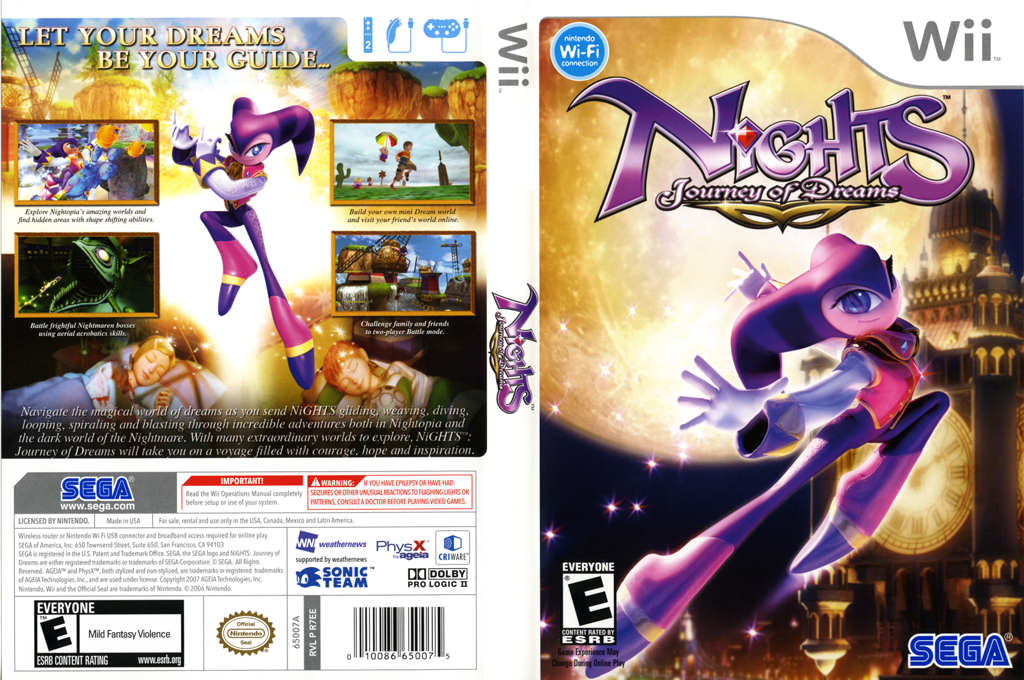 LET YOUR DREAMS
BE YOUR GUIDE...
2
Explore Nightopia's amazing worlds and
find hidden areas with shape shifting abilities.
Build your own mini Dream world
and visit your friend's world online.
Battle frightful Nightmaren bosses
using aerial acrobatics skills.
Challenge family and friends
to two-player Battle mode.
Navigate the magical world of dreams as you send NiGHTS gliding, weaving, diving,
looping, spiraling and blasting through incredible adventures both in Nightopia and
the dark world of the Nightmare. With many extraordinary worlds to explore, NiGHTS™:
Journey of Dreams will take you on a voyage filled with courage, hope and inspiration.
SEGA®
www.sega.com
IMPORTANT!
Read the Wii Operations Manual completely
before setup or use of your system.
WARNING: IF YOU HAVE EPILEPSY OR HAVE HAD
SEIZURES OR OTHER UNUSUAL REACTIONS TO FLASHING LIGHTS OR
PATTERNS, CONSULT A DOCTOR BEFORE PLAYING VIDEO GAMES.
LICENSED BY NINTENDO.
Made in USA
For sale, rental and use only in the USA, Canada, Mexico and Latin America.
Wireless router or Nintendo Wi-Fi USB connector and broadband access required for online play.
SEGA of America, Inc. 650 Townsend Street, Suite 650, San Francisco, CA 94103
SEGA is registered in the U.S. Patent and Trademark Office. SEGA, the SEGA logo and NiGHTS: Journey of
Dreams are either registered trademarks or trademarks of SEGA Corporation. © SEGA. All Rights
Reserved. AGEIA™ and PhysX™, both stylized and non-stylized, are trademarks or registered trademarks
of AGEIA Technologies, Inc., and are used under license. Copyright 2007 AGEIA Technologies, Inc.
Nintendo, Wii and the Official Seal are trademarks of Nintendo. © 2006 Nintendo.
WN weathernews
supported by weathernews
PhysX™
by ageia
CRIWARE™
SONIC
TEAM™
DOLBY
PRO LOGIC II
EVERYONE
E
Mild Fantasy Violence
ESRB CONTENT RATING
www.esrb.org
Official
Nintendo
Seal
65007A
RVL P R7EE
0 10086 65007 5
Wii™
NiGHTS™
Journey of Dreams
nintendo
Wi-Fi
connection
Wii™
NiGHTS™
Journey of Dreams
EVERYONE
E®
CONTENT RATED BY
ESRB
Game Experience May
Change During Online Play
SEGA®